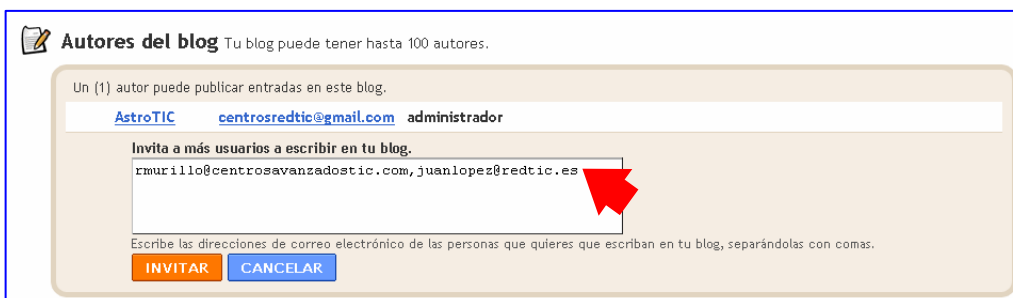 Autores del blog Tu blog puede tener hasta 100 autores.
Un (1) autor puede publicar entradas en este blog.
AstroTIC centrosredtic@gmail.com administrador
Invita a más usuarios a escribir en tu blog.
rmurillo@centrosavanzadostic.com,juanlopez@redtic.es
Escribe las direcciones de correo electrónico de las personas que quieres que escriban en tu blog, separándolas con comas.
INVITAR CANCELAR